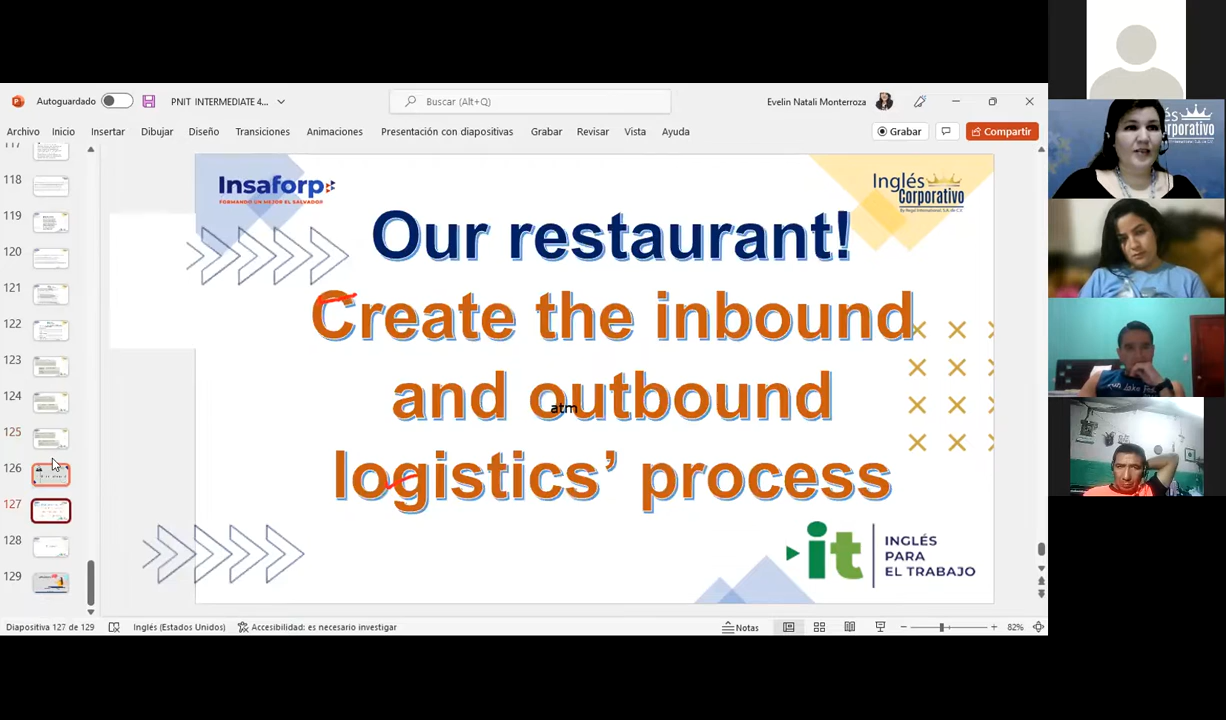 Autoguardado
PNIT INTERMEDIATE 4...
Buscar (Alt+Q)
Evelin Natali Monterroza
Archivo Inicio Insertar Dibujar Diseño Transiciones Animaciones Presentación con diapositivas Grabar Revisar Vista Ayuda
Grabar
Compartir
117
118
119
120
121
122
123
124
125
126
127
128
129
Insaforp
FORMANDO UN MEJOR EL SALVADOR
Inglés
Corporativo
Our restaurant!
Create the inbound
and outbound
atm
logistics’ process
it
INGLÉS
PARA
EL TRABAJO
Diapositiva 127 de 129
Inglés (Estados Unidos)
Accesibilidad: es necesario investigar
Notas
82%